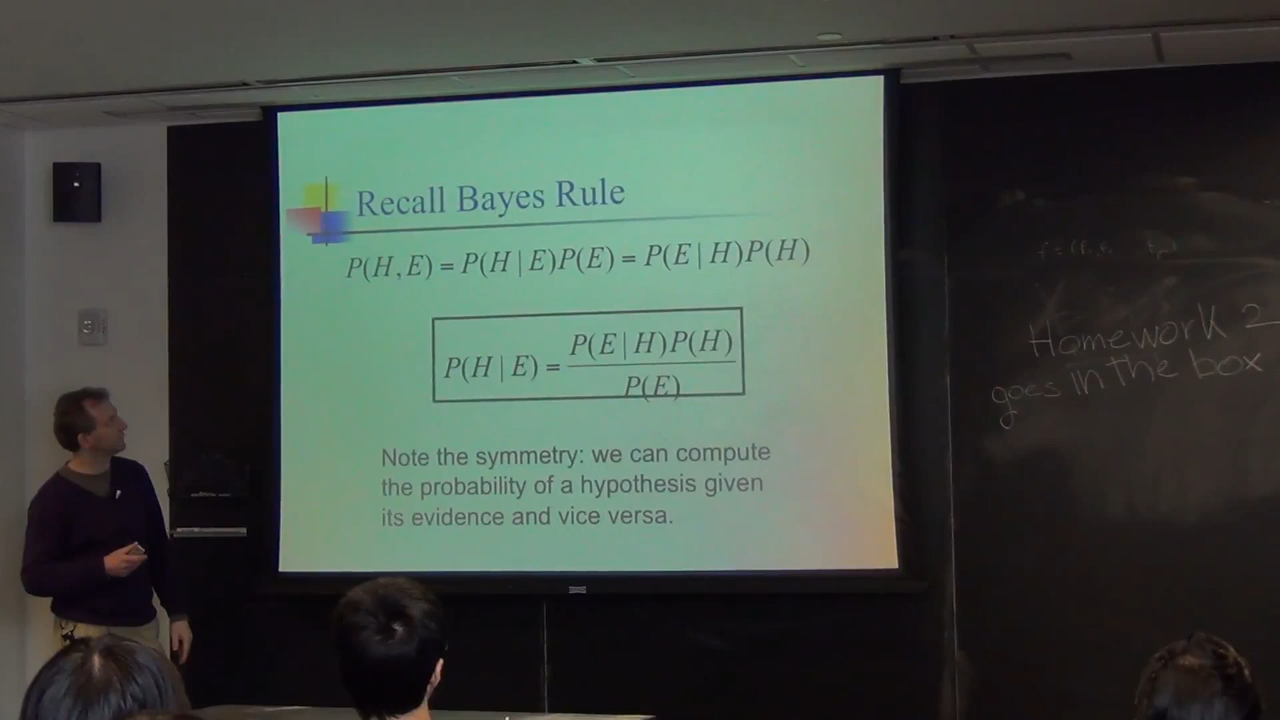 Recall Bayes Rule
P(H, E) = P(H | E)P(E) = P(E | H)P(H)
P(H | E) = P(E | H)P(H) / P(E)
Note the symmetry: we can compute
the probability of a hypothesis given
its evidence and vice versa.
Homework 2
goes in the box